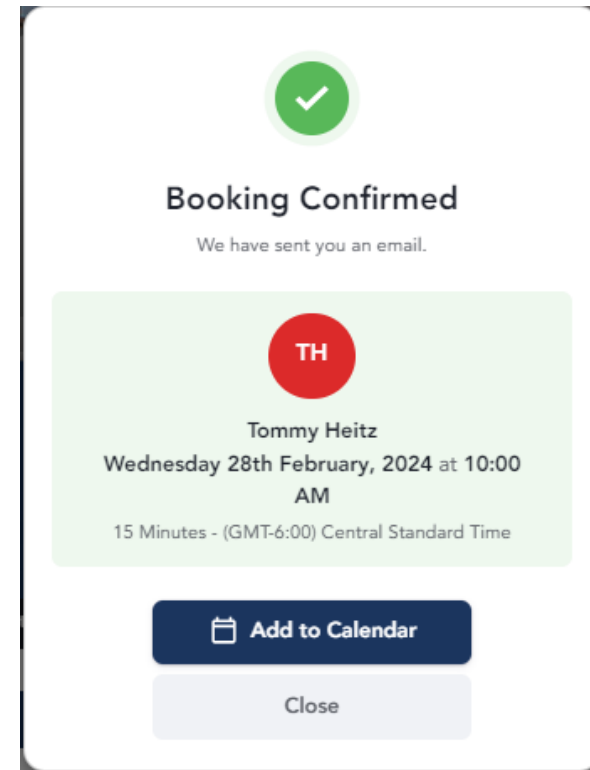 Booking Confirmed
We have sent you an email.
TH
Tommy Heitz
Wednesday 28th February, 2024 at 10:00
AM
15 Minutes - (GMT-6:00) Central Standard Time
Add to Calendar
Close